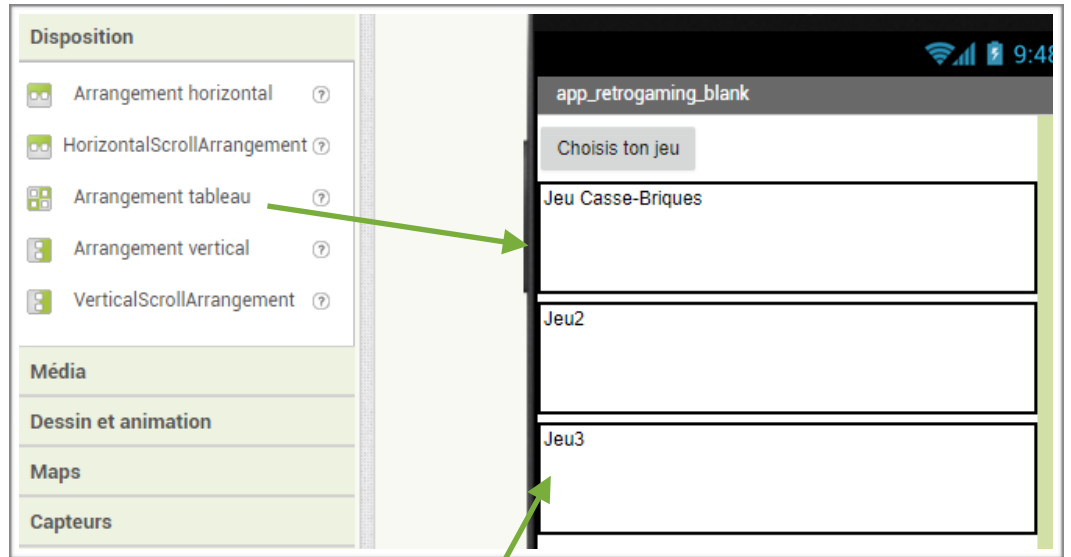 Disposition
Arrangement horizontal ?
HorizontalScrollArrangement ?
Arrangement tableau ?
Arrangement vertical ?
VerticalScrollArrangement ?
Média
Dessin et animation
Maps
Capteurs
9:48
app_retrogaming_blank
Choisis ton jeu
Jeu Casse-Briques
Jeu2
Jeu3